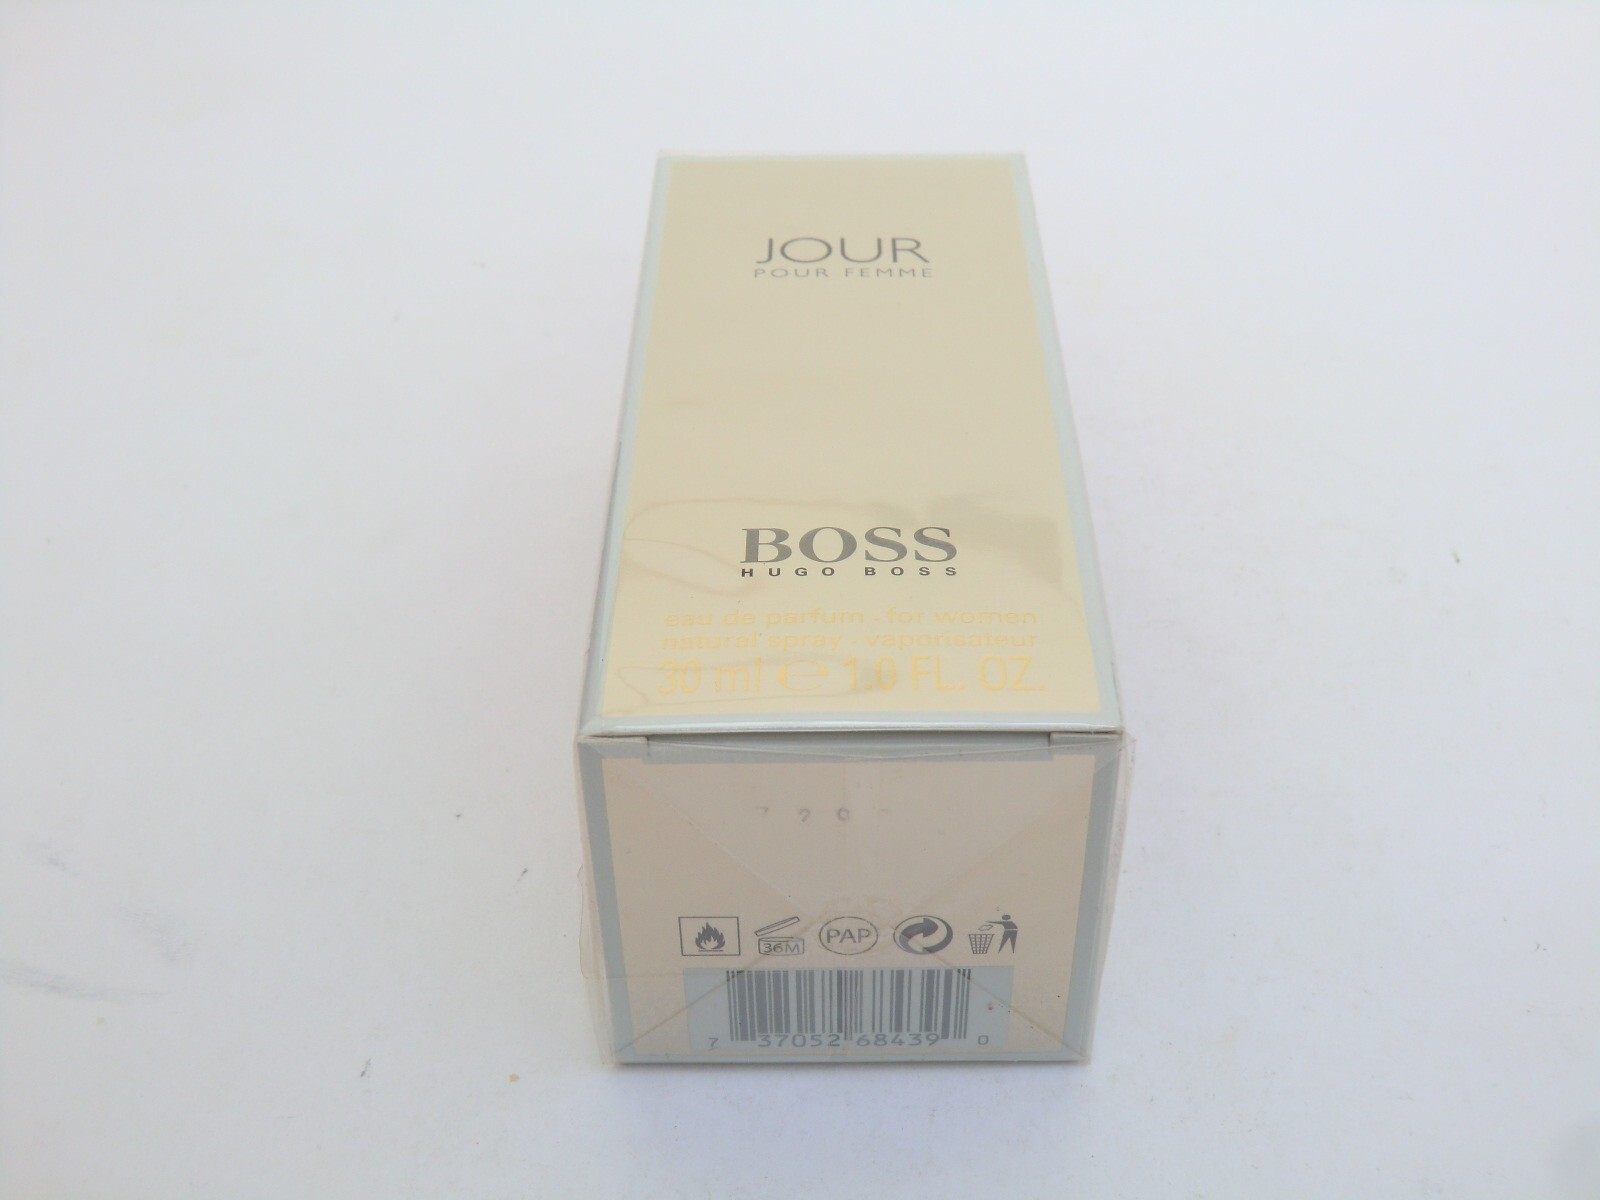 JOUR
POUR FEMME
BOSS
HUGO BOSS
eau de parfum · for women
natural spray · vaporisateur
30 ml ℮ 1.0 FL. OZ.
36M
PAP
7 37052 68439 0